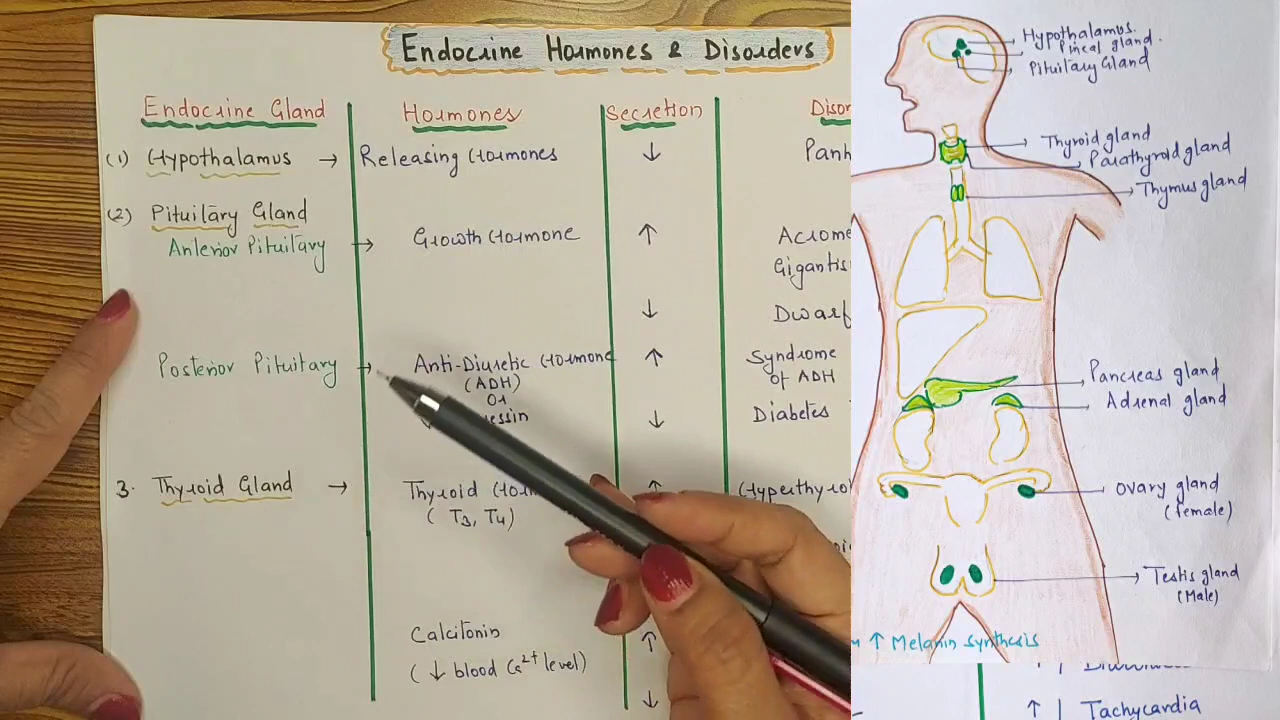 Endocrine Hormones & Disorders
Endocrine Gland
Hormones
Secretion
(1) Hypothalamus →
Releasing Hormones
↓
(2) Pituitary Gland
Anterior Pituitary →
Growth Hormone
↑
Gigantis
↓
Dwarf
Posterior Pituitary →
Anti-Diuretic Hormone
(ADH)
Or
↑
Syndrome
of ADH
↓
Diabetes
3. Thyroid Gland →
Thyroid
(T3, T4)
↑
Calcitonin
(↓ blood Ca2+ level)
↑
↓
Hypothalamus
Pineal gland
Pituitary Gland
Thyroid gland
Parathyroid gland
Thymus gland
Pancreas gland
Adrenal gland
Ovary gland
(female)
Testis gland
(Male)
↑ Melanin synthesis
↑ Tachycardia